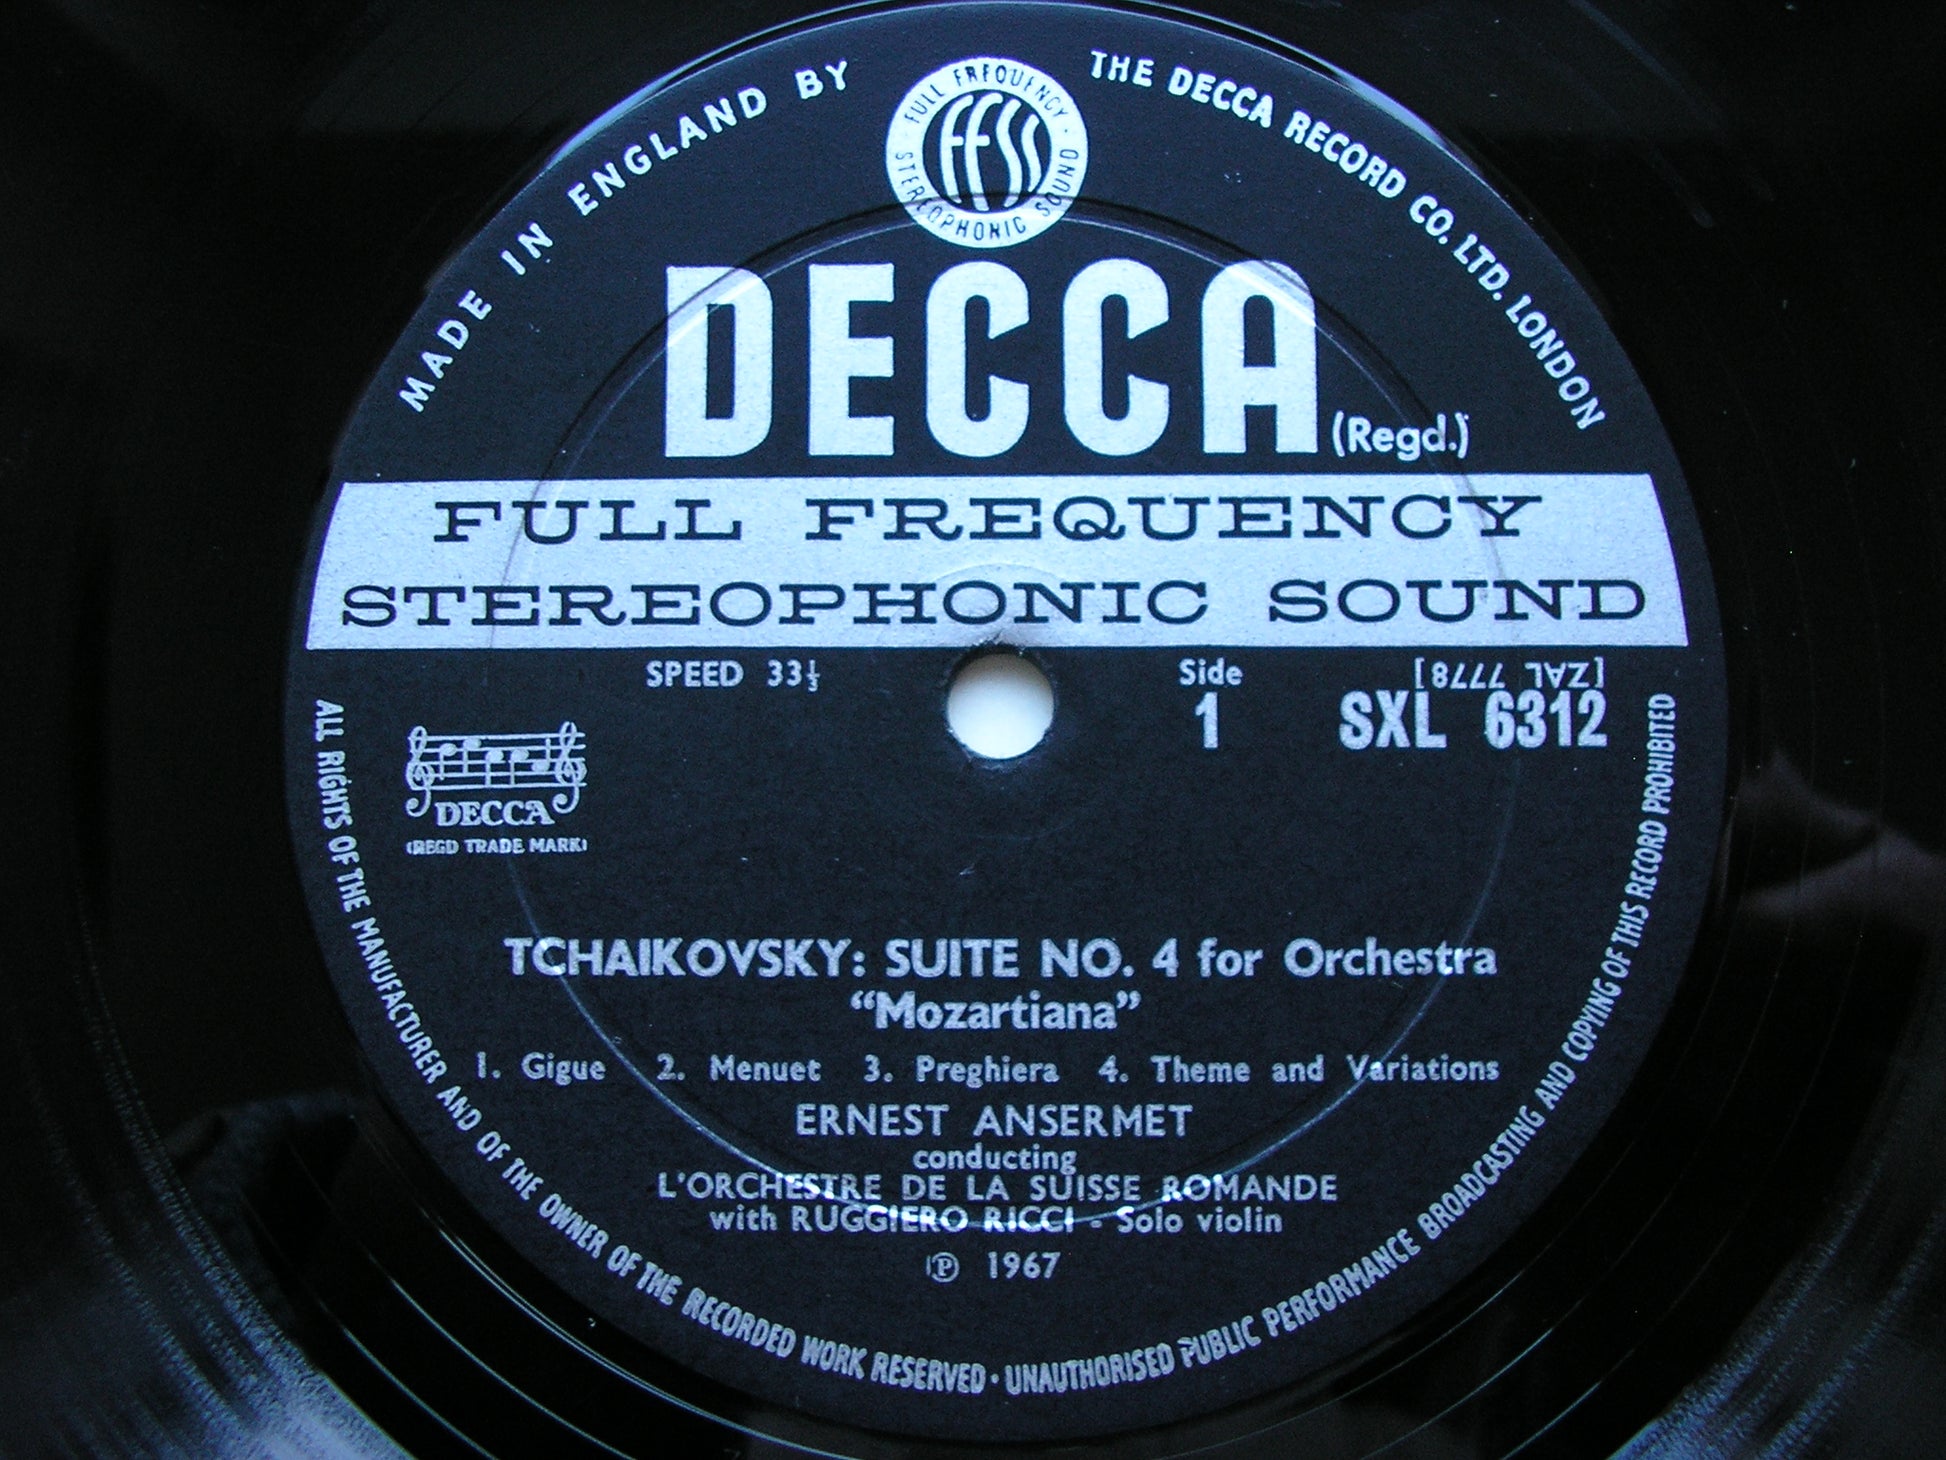 MADE IN ENGLAND BY
THE DECCA RECORD CO. LTD. LONDON
FULL FREQUENCY
FFSS
STEREOPHONIC SOUND
DECCA (Regd.)
FULL FREQUENCY
STEREOPHONIC SOUND
SPEED 33⅓
Side
1
[ZAL 7778]
SXL 6312
DECCA
(REGD TRADE MARK)
TCHAIKOVSKY: SUITE NO. 4 for Orchestra
“Mozartiana”
1. Gigue 2. Menuet 3. Preghiera 4. Theme and Variations
ERNEST ANSERMET
conducting
L'ORCHESTRE DE LA SUISSE ROMANDE
with RUGGIERO RICCI - Solo violin
Ⓟ 1967
ALL RIGHTS OF THE MANUFACTURER AND OF THE OWNER OF THE RECORDED WORK RESERVED · UNAUTHORISED PUBLIC PERFORMANCE BROADCASTING AND COPYING OF THIS RECORD PROHIBITED